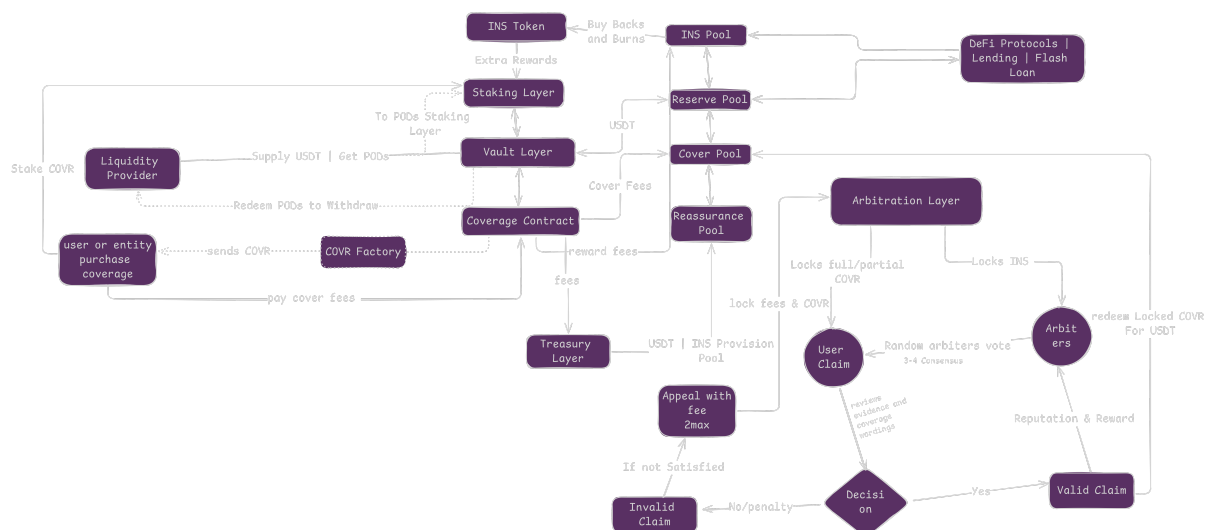 INS Token
Buy Backs
and Burns
INS Pool
DeFi Protocols |
Lending | Flash
Loan
Extra Rewards
Staking Layer
Reserve Pool
To PODs Staking
Layer
USDT
Stake COVR
Liquidity
Provider
Supply USDT | Get PODs
Vault Layer
Cover Pool
Cover Fees
Redeem PODs to Withdraw
Coverage Contract
Reassurance
Pool
Arbitration Layer
user or entity
purchase
coverage
sends COVR
COVR Factory
reward fees
fees
Locks full/partial
COVR
Locks INS
pay cover fees
lock fees & COVR
redeem Locked COVR
For USDT
Treasury
Layer
USDT | INS Provision
Pool
User
Claim
Random arbiters vote
3-4 Consensus
Arbit
ers
Appeal with
fee
2max
reviews
evidence and
coverage
wordings
Reputation & Reward
If not Satisfied
Invalid
Claim
No/penalty
Decisi
on
Yes
Valid Claim